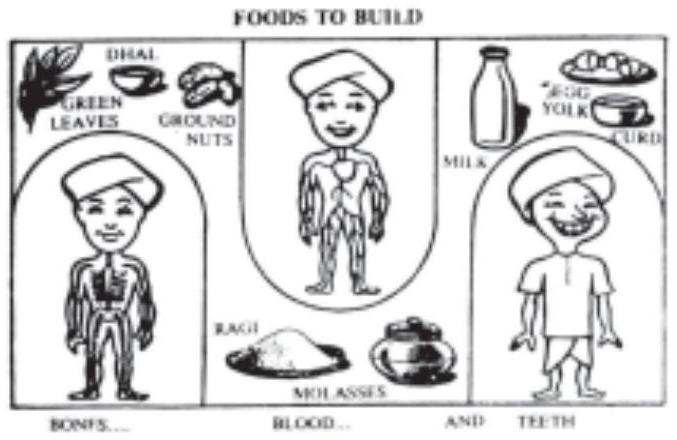 FOODS TO BUILD
DHAL
GREEN
LEAVES
GROUND
NUTS
MILK
EGG
YOLK
CURD
RAGI
MOLASSES
BONES.... BLOOD... AND TEETH